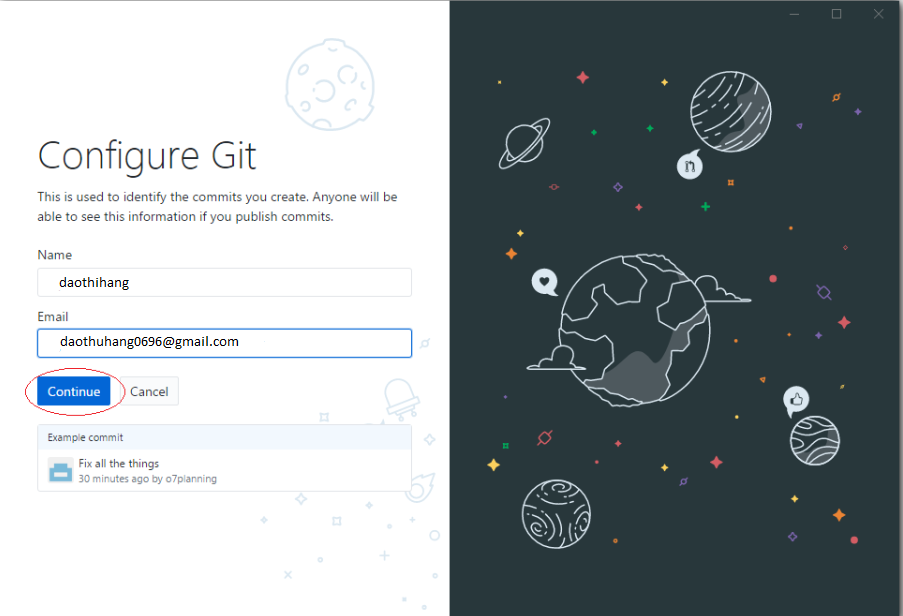 Configure Git
This is used to identify the commits you create. Anyone will be
able to see this information if you publish commits.
Name
daothihang
Email
daothuhang0696@gmail.com
Continue
Cancel
Example commit
Fix all the things
30 minutes ago by o7planning